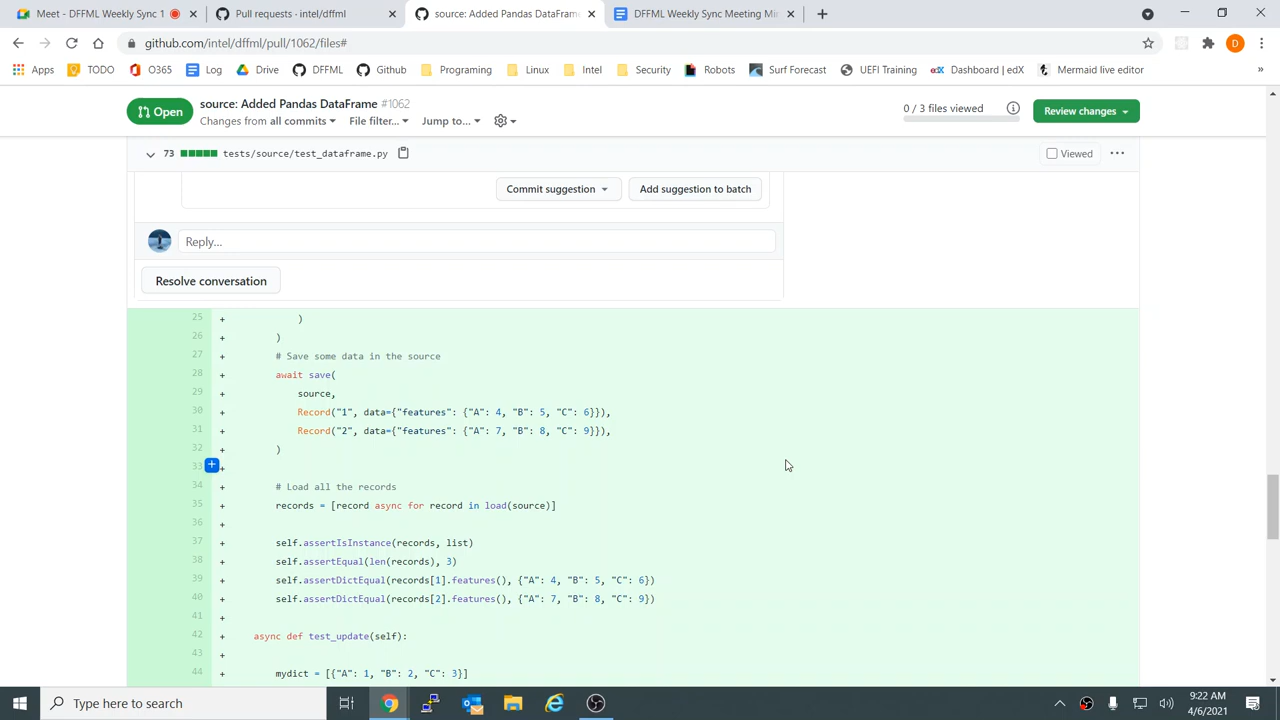 Meet - DFFML Weekly Sync 1
Pull requests · intel/dffml
source: Added Pandas DataFram
DFFML Weekly Sync Meeting Mi
github.com/intel/dffml/pull/1062/files#
D
Apps
TODO
O365
Log
Drive
DFFML
Github
Programing
Linux
Intel
Security
Robots
Surf Forecast
UEFI Training
Dashboard | edX
Mermaid live editor
»
Open
source: Added Pandas DataFrame #1062
Changes from all commits
File filter...
Jump to...
0 / 3 files viewed
Review changes
73 tests/source/test_dataframe.py
Viewed
Commit suggestion
Add suggestion to batch
Reply...
Resolve conversation
25 + )
26 + )
27 + # Save some data in the source
28 + await save(
29 + source,
30 + Record("1", data={"features": {"A": 4, "B": 5, "C": 6}}),
31 + Record("2", data={"features": {"A": 7, "B": 8, "C": 9}}),
32 + )
33 +
34 + # Load all the records
35 + records = [record async for record in load(source)]
36 +
37 + self.assertIsInstance(records, list)
38 + self.assertEqual(len(records), 3)
39 + self.assertDictEqual(records[1].features(), {"A": 4, "B": 5, "C": 6})
40 + self.assertDictEqual(records[2].features(), {"A": 7, "B": 8, "C": 9})
41 +
42 + async def test_update(self):
43 +
44 + mydict = [{"A": 1, "B": 2, "C": 3}]
Type here to search
9:22 AM
4/6/2021